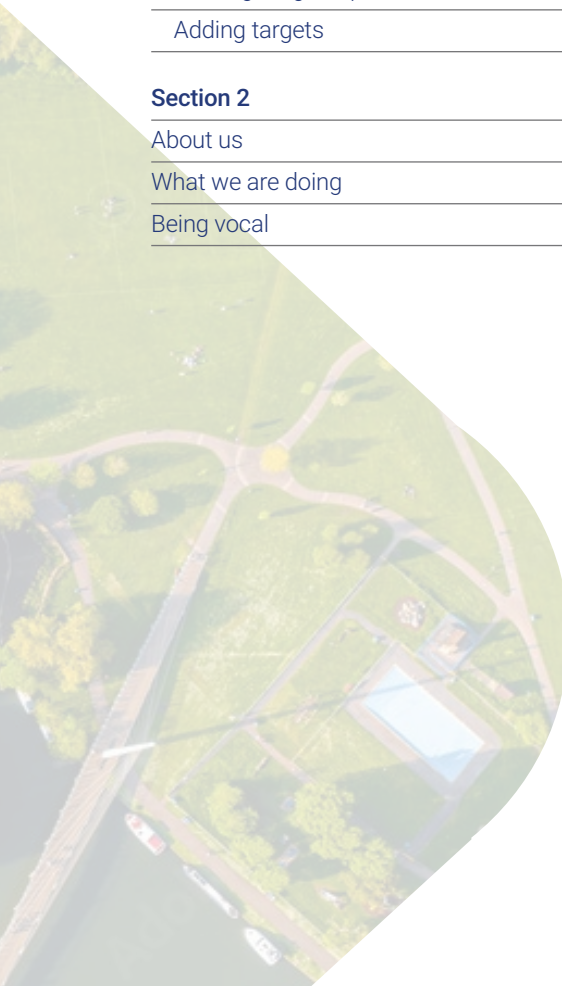 Adding targets
Section 2
About us
What we are doing
Being vocal